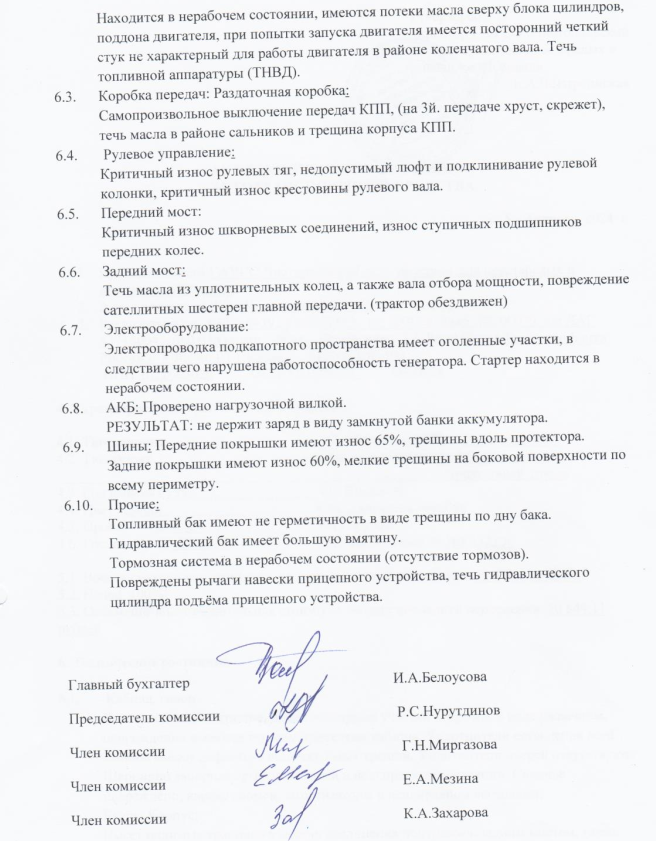 Находится в нерабочем состоянии, имеются потеки масла сверху блока цилиндров,
поддона двигателя, при попытки запуска двигателя имеется посторонний четкий
стук не характерный для работы двигателя в районе коленчатого вала. Течь
топливной аппаратуры (ТНВД).
6.3. Коробка передач: Раздаточная коробка:
Самопроизвольное выключение передач КПП, (на 3й. передаче хруст, скрежет),
течь масла в районе сальников и трещина корпуса КПП.
6.4. Рулевое управление:
Критичный износ рулевых тяг, недопустимый люфт и подклинивание рулевой
колонки, критичный износ крестовины рулевого вала.
6.5. Передний мост:
Критичный износ шкворневых соединений, износ ступичных подшипников
передних колес.
6.6. Задний мост:
Течь масла из уплотнительных колец, а также вала отбора мощности, повреждение
сателлитных шестерен главной передачи. (трактор обездвижен)
6.7. Электрооборудование:
Электропроводка подкапотного пространства имеет оголенные участки, в
следствии чего нарушена работоспособность генератора. Стартер находится в
нерабочем состоянии.
6.8. АКБ: Проверено нагрузочной вилкой.
РЕЗУЛЬТАТ: не держит заряд в виду замкнутой банки аккумулятора.
6.9. Шины: Передние покрышки имеют износ 65%, трещины вдоль протектора.
Задние покрышки имеют износ 60%, мелкие трещины на боковой поверхности по
всему периметру.
6.10. Прочие:
Топливный бак имеют не герметичность в виде трещины по дну бака.
Гидравлический бак имеет большую вмятину.
Тормозная система в нерабочем состоянии (отсутствие тормозов).
Повреждены рычаги навески прицепного устройства, течь гидравлического
цилиндра подъёма прицепного устройства.
Главный бухгалтер И.А.Белоусова
Председатель комиссии Р.С.Нурутдинов
Член комиссии Г.Н.Миргазова
Член комиссии Е.А.Мезина
Член комиссии К.А.Захарова